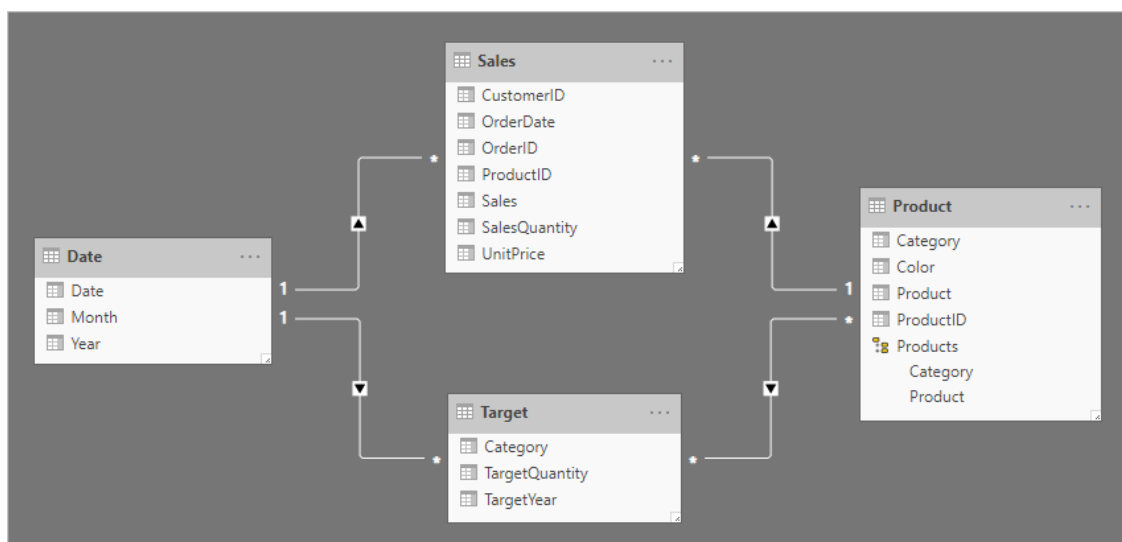 Sales
CustomerID
OrderDate
OrderID
ProductID
Sales
SalesQuantity
UnitPrice
*
*
Date
Date
Month
Year
1
1
Product
Category
Color
Product
ProductID
Products
Category
Product
1
*
Target
Category
TargetQuantity
TargetYear
*
*